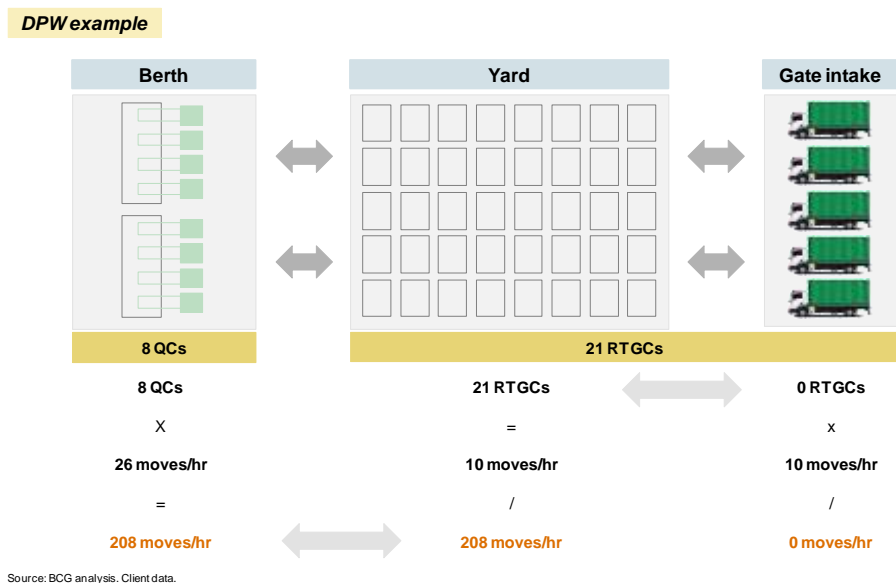 DPW example
Berth Yard Gate intake
8 QCs 21 RTGCs
8 QCs 21 RTGCs 0 RTGCs
X = x
26 moves/hr 10 moves/hr 10 moves/hr
= / /
208 moves/hr 208 moves/hr 0 moves/hr
Source: BCG analysis. Client data.